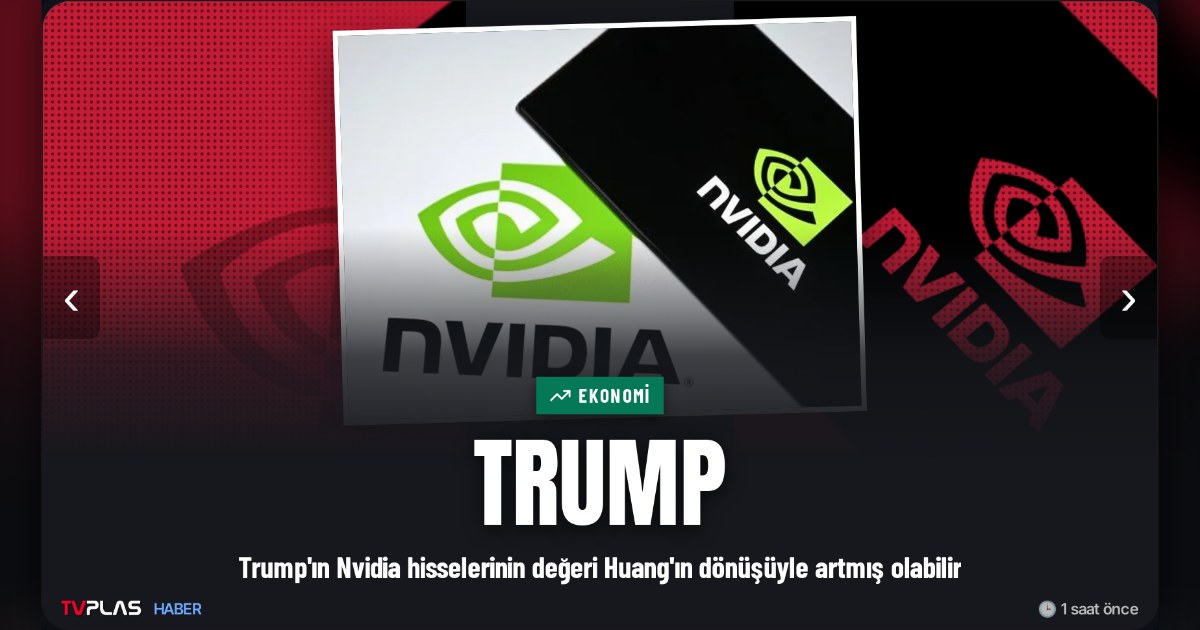 NVIDIA
NVIDIA
NVIDIA
EKONOMİ
TRUMP
Trump'ın Nvidia hisselerinin değeri Huang'ın dönüşüyle artmış olabilir
TVPLAS HABER
1 saat önce